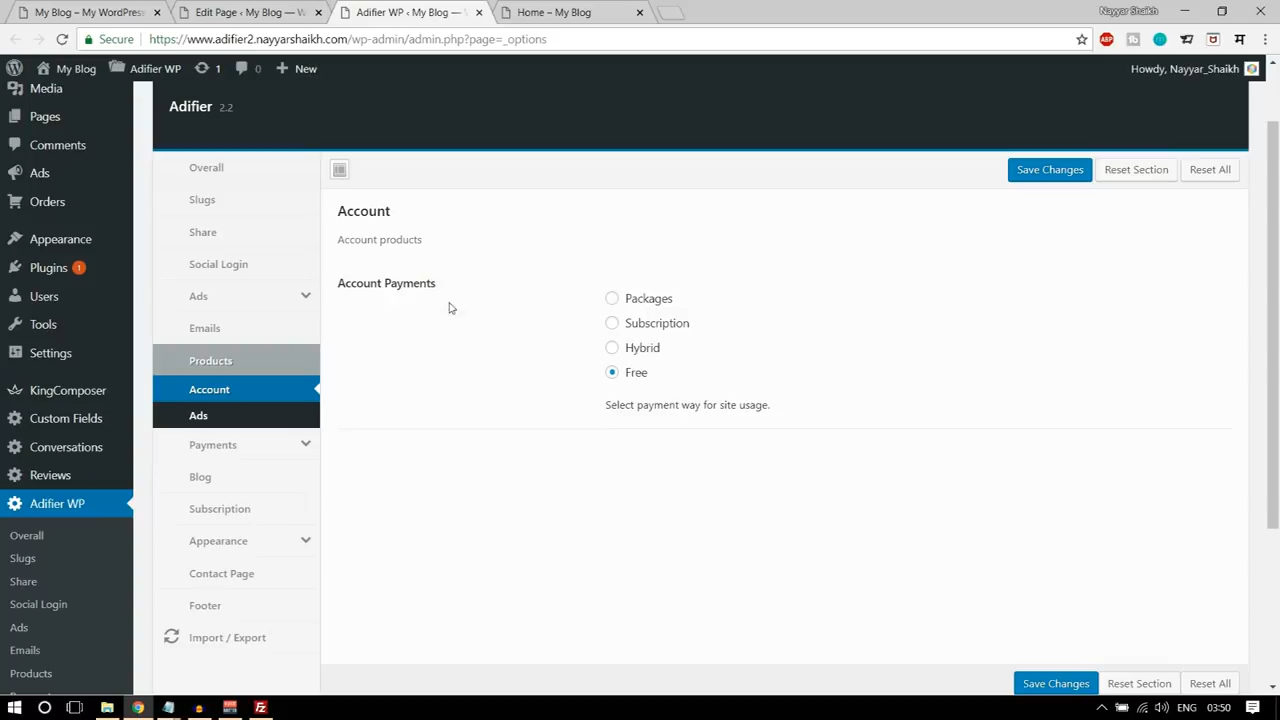 My Blog – My WordPress
Edit Page ‹ My Blog — W
Adifier WP ‹ My Blog —
Home – My Blog
Nayyar Shaikh
Secure
https://www.adifier2.nayyarshaikh.com/wp-admin/admin.php?page=_options
ABP
My Blog
Adifier WP
1
0
New
Howdy, Nayyar_Shaikh
Media
Pages
Comments
Ads
Orders
Appearance
Plugins 1
Users
Tools
Settings
KingComposer
Custom Fields
Conversations
Reviews
Adifier WP
Overall
Slugs
Share
Social Login
Ads
Emails
Products
Adifier 2.2
Overall
Slugs
Share
Social Login
Ads
Emails
Products
Account
Ads
Payments
Blog
Subscription
Appearance
Contact Page
Footer
Import / Export
Save Changes
Reset Section
Reset All
Account
Account products
Account Payments
Packages
Subscription
Hybrid
Free
Select payment way for site usage.
Save Changes
Reset Section
Reset All
ENG
03:50